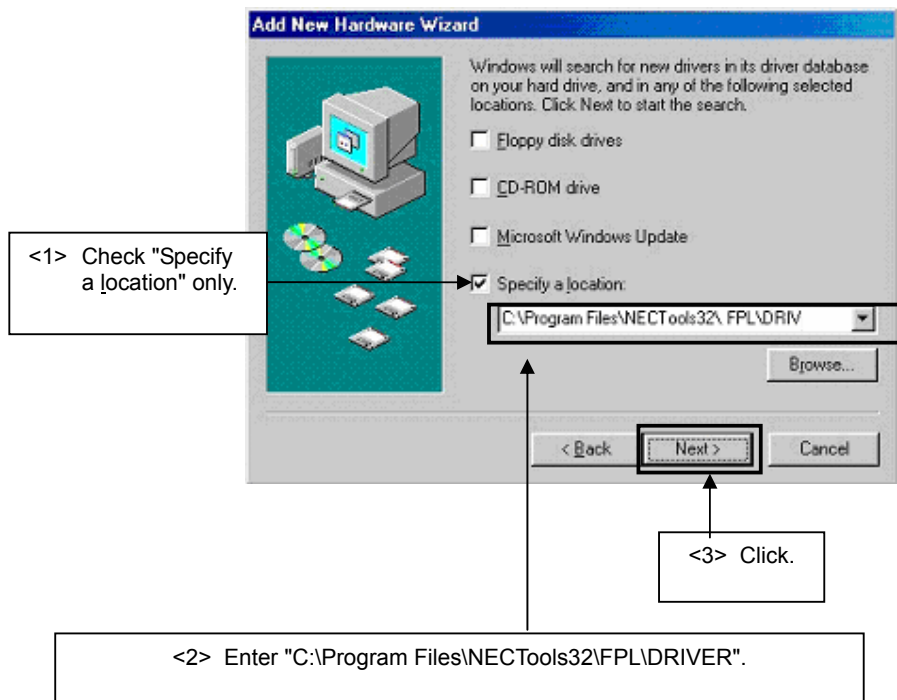 Add New Hardware Wizard
Windows will search for new drivers in its driver database
on your hard drive, and in any of the following selected
locations. Click Next to start the search.
Floppy disk drives
CD-ROM drive
Microsoft Windows Update
<1> Check "Specify
a location" only.
Specify a location:
C:\Program Files\NECTools32\ FPL\DRIV
Browse...
< Back
Next >
Cancel
<3> Click.
<2> Enter "C:\Program Files\NECTools32\FPL\DRIVER".